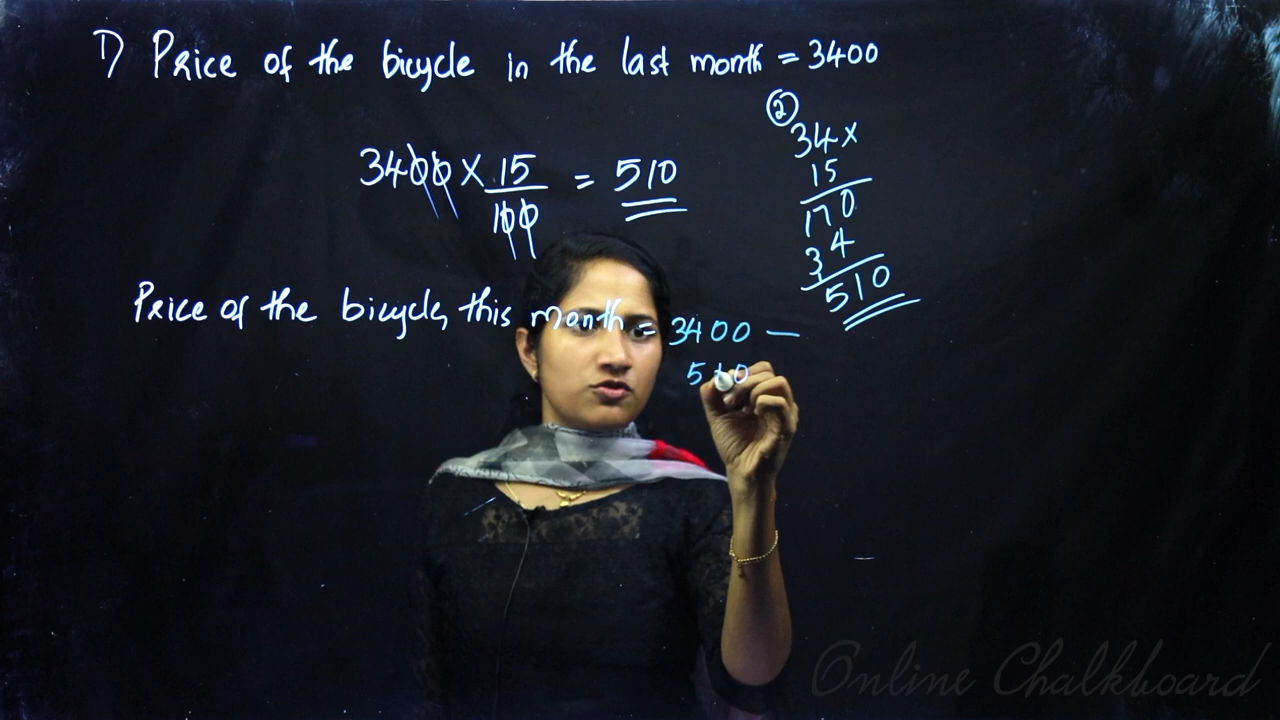 1) Price of the bicycle in the last month = 3400
3400 × 15/100 = 510
②
34 ×
15
170
34
510
Price of the bicycle, this month = 3400 —
510
Online Chalkboard